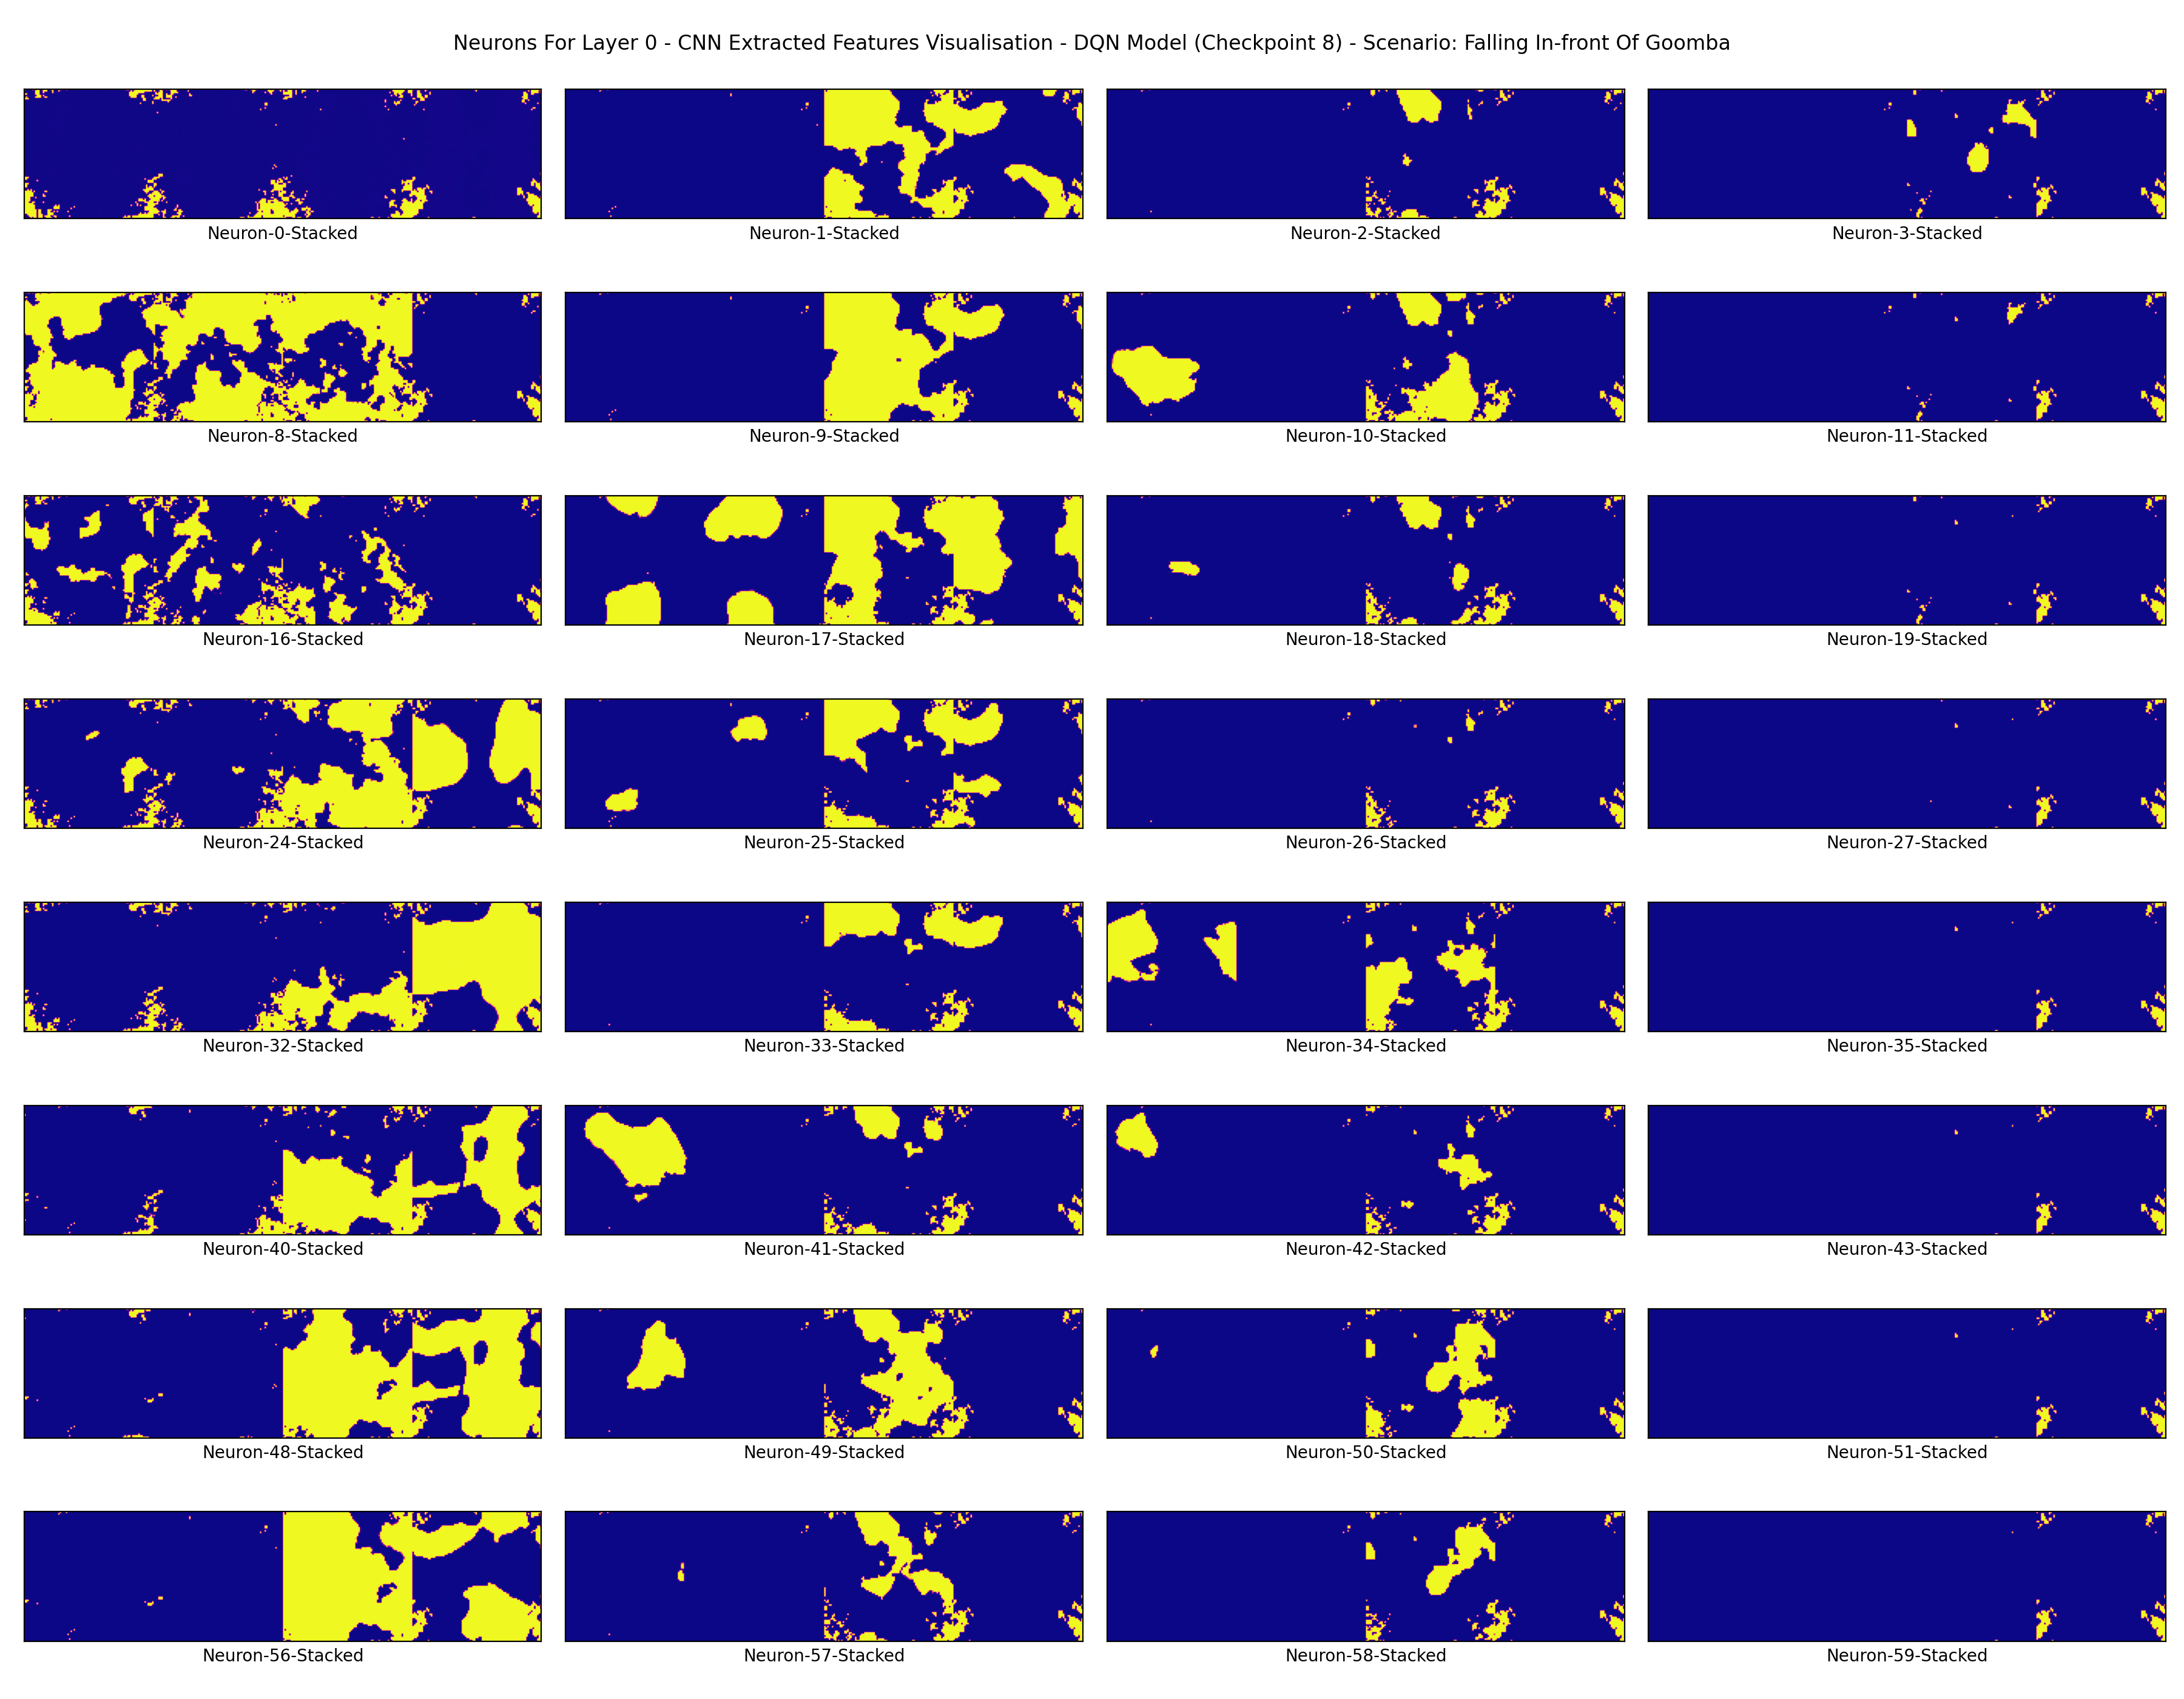 Neurons For Layer 0 - CNN Extracted Features Visualisation - DQN Model (Checkpoint 8) - Scenario: Falling In-front Of Goomba
Neuron-0-Stacked
Neuron-1-Stacked
Neuron-2-Stacked
Neuron-3-Stacked
Neuron-8-Stacked
Neuron-9-Stacked
Neuron-10-Stacked
Neuron-11-Stacked
Neuron-16-Stacked
Neuron-17-Stacked
Neuron-18-Stacked
Neuron-19-Stacked
Neuron-24-Stacked
Neuron-25-Stacked
Neuron-26-Stacked
Neuron-27-Stacked
Neuron-32-Stacked
Neuron-33-Stacked
Neuron-34-Stacked
Neuron-35-Stacked
Neuron-40-Stacked
Neuron-41-Stacked
Neuron-42-Stacked
Neuron-43-Stacked
Neuron-48-Stacked
Neuron-49-Stacked
Neuron-50-Stacked
Neuron-51-Stacked
Neuron-56-Stacked
Neuron-57-Stacked
Neuron-58-Stacked
Neuron-59-Stacked